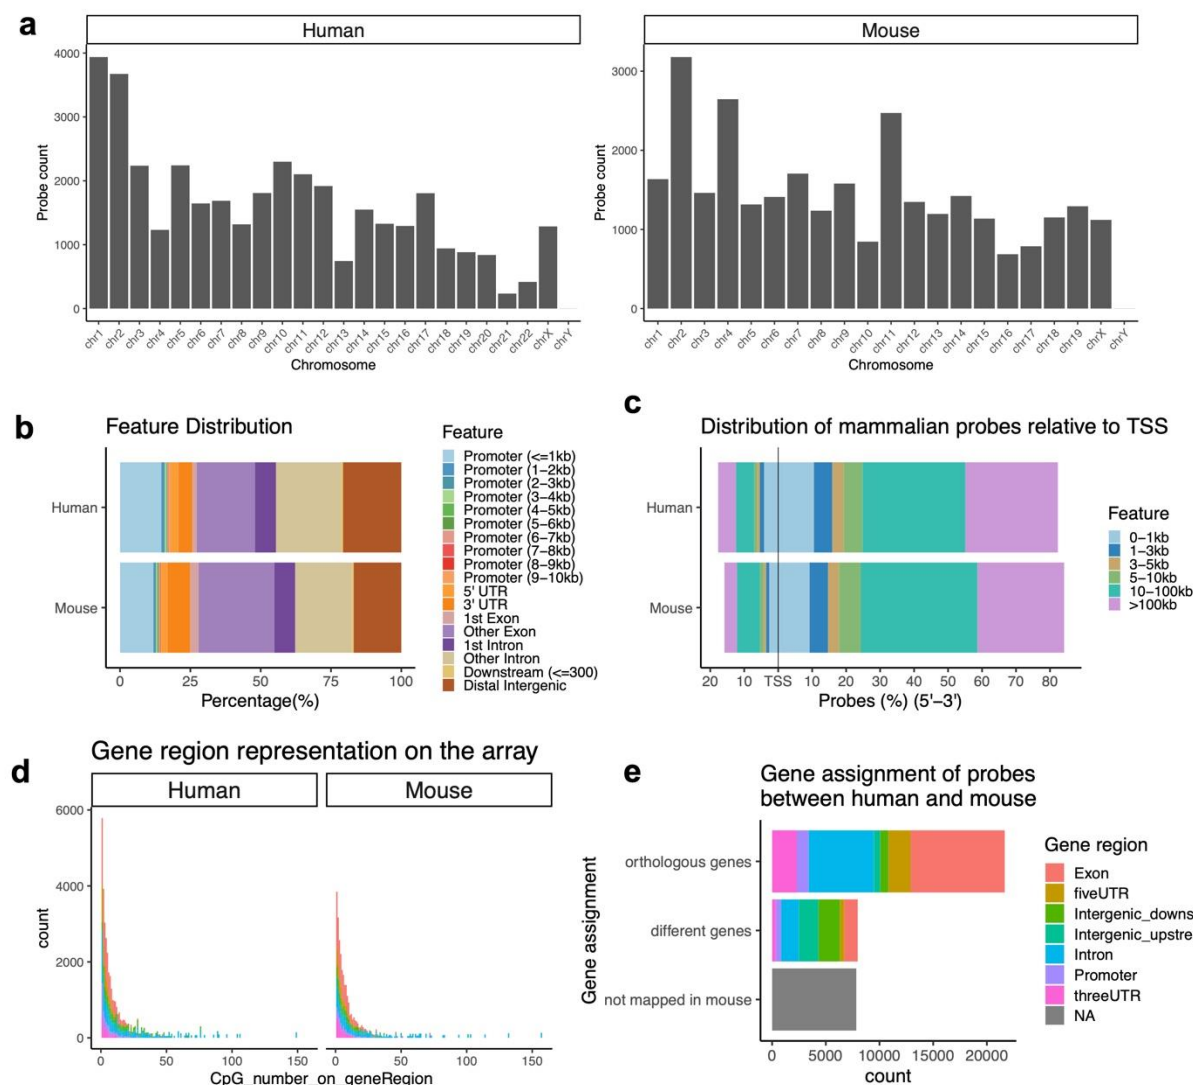 a
Human
Mouse
4000
3000
2000
1000
0
Probe count
chr1 chr2 chr3 chr4 chr5 chr6 chr7 chr8 chr9 chr10 chr11 chr12 chr13 chr14 chr15 chr16 chr17 chr18 chr19 chr20 chr21 chr22 chrX chrY
Chromosome
3000
2000
1000
0
Probe count
chr1 chr2 chr3 chr4 chr5 chr6 chr7 chr8 chr9 chr10 chr11 chr12 chr13 chr14 chr15 chr16 chr17 chr18 chr19 chrX chrY
Chromosome
b
Feature Distribution
Human
Mouse
0 25 50 75 100
Percentage(%)
Feature
Promoter (<=1kb)
Promoter (1–2kb)
Promoter (2–3kb)
Promoter (3–4kb)
Promoter (4–5kb)
Promoter (5–6kb)
Promoter (6–7kb)
Promoter (7–8kb)
Promoter (8–9kb)
Promoter (9–10kb)
5' UTR
3' UTR
1st Exon
Other Exon
1st Intron
Other Intron
Downstream (<=300)
Distal Intergenic
c
Distribution of mammalian probes relative to TSS
Human
Mouse
20 10 TSS 10 20 30 40 50 60 70 80
Probes (%) (5'–3')
Feature
0–1kb
1–3kb
3–5kb
5–10kb
10–100kb
>100kb
d
Gene region representation on the array
Human
Mouse
6000
4000
2000
0
count
0 50 100 150
0 50 100 150
CpG_number_on_geneRegion
e
Gene assignment of probes
between human and mouse
Gene assignment
orthologous genes
different genes
not mapped in mouse
0 5000 10000 15000 20000
count
Gene region
Exon
fiveUTR
Intergenic_downs
Intergenic_upstre
Intron
Promoter
threeUTR
NA